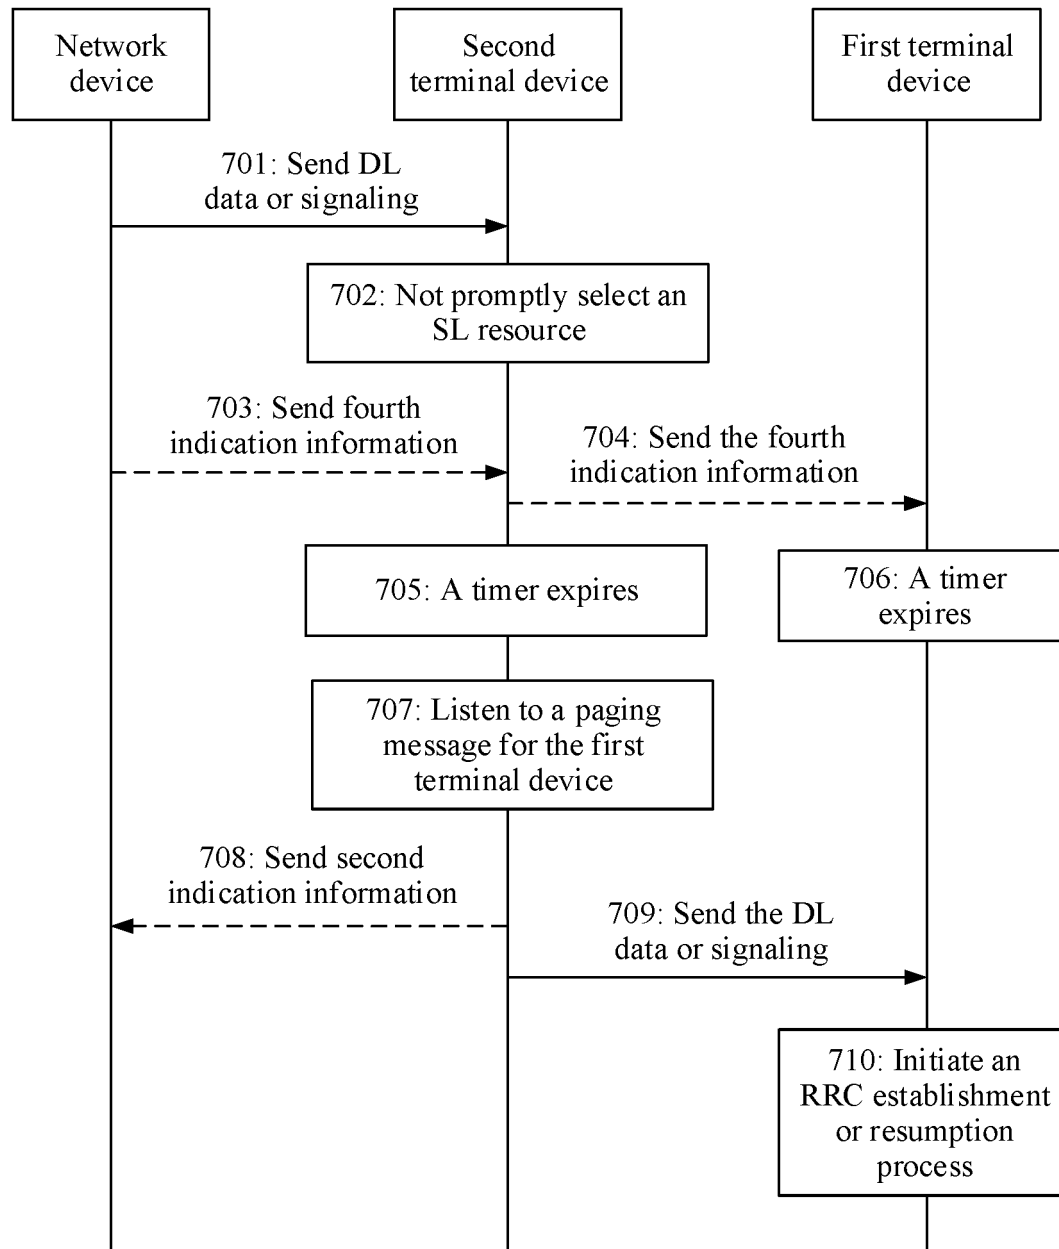 Network
device
Second
terminal device
First terminal
device
701: Send DL
data or signaling
702: Not promptly select an
SL resource
703: Send fourth
indication information
704: Send the fourth
indication information
705: A timer expires
706: A timer
expires
707: Listen to a paging
message for the first
terminal device
708: Send second
indication information
709: Send the DL
data or signaling
710: Initiate an
RRC establishment
or resumption
process